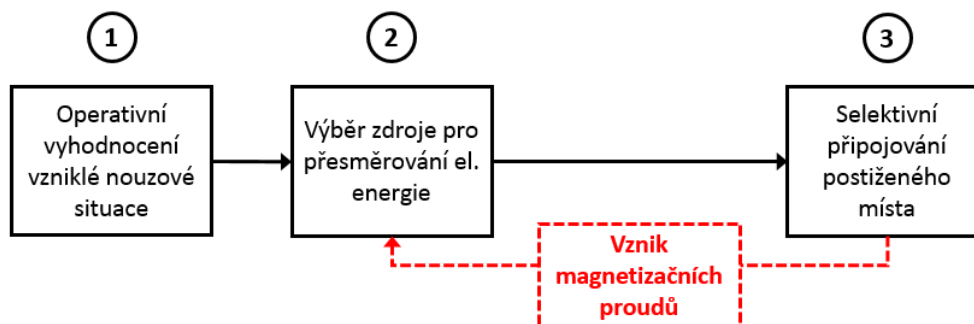 1
2
3
Operativní
vyhodnocení
vzniklé nouzové
situace
Výběr zdroje pro
přesměrování el.
energie
Selektivní
připojování
postiženého
místa
Vznik
magnetizačních
proudů